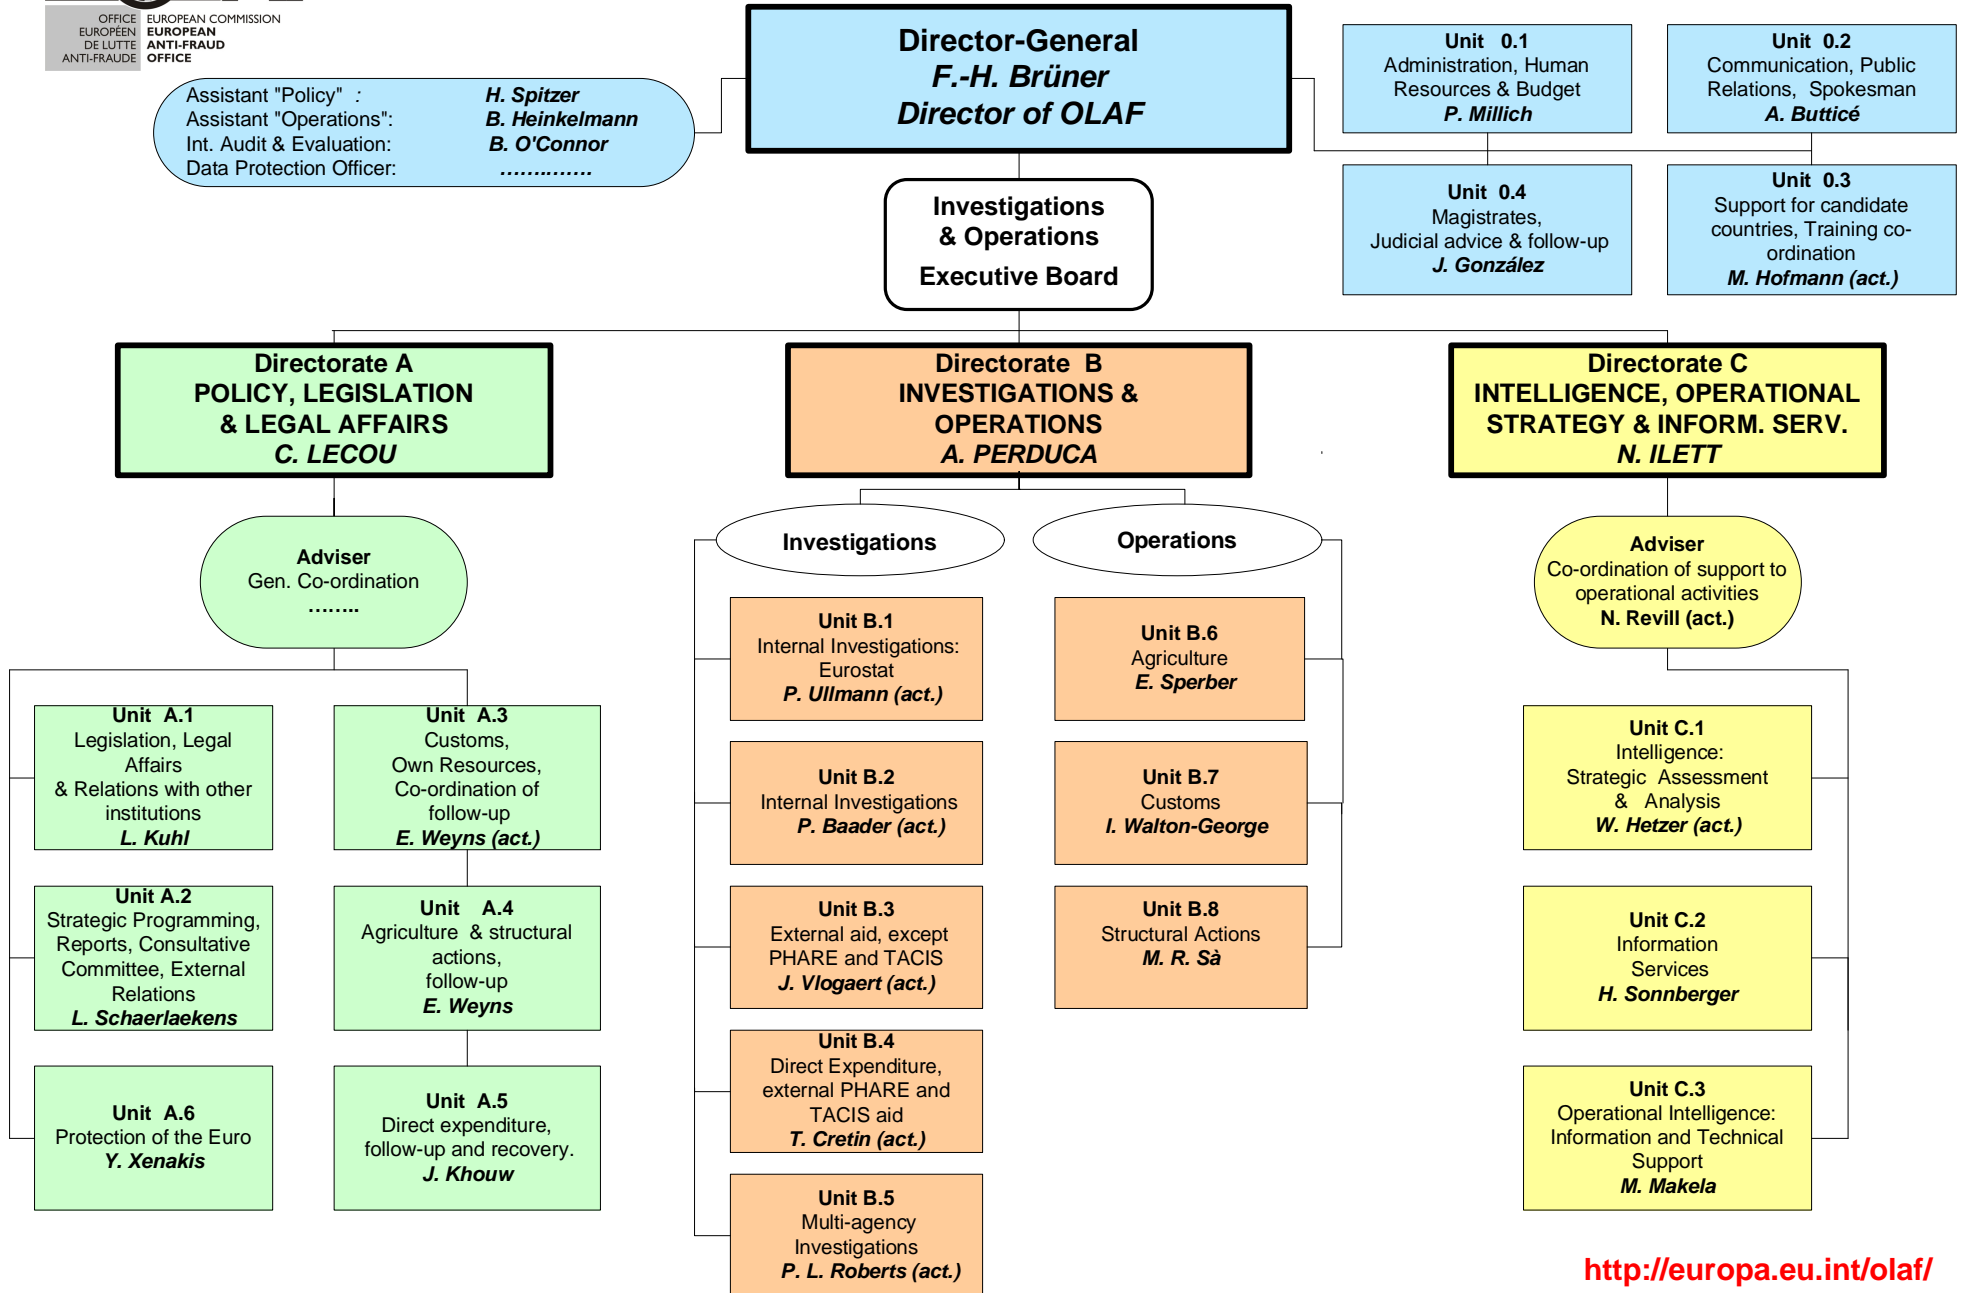 OFFICE
EUROPÉEN
DE LUTTE
ANTI-FRAUDE
EUROPEAN COMMISSION
EUROPEAN
ANTI-FRAUD
OFFICE
Director-General
F.-H. Brüner
Director of OLAF
Assistant "Policy" : H. Spitzer
Assistant "Operations": B. Heinkelmann
Int. Audit & Evaluation: B. O'Connor
Data Protection Officer: .............
Unit 0.1
Administration, Human
Resources & Budget
P. Millich
Unit 0.2
Communication, Public
Relations, Spokesman
A. Butticé
Unit 0.4
Magistrates,
Judicial advice & follow-up
J. González
Unit 0.3
Support for candidate
countries, Training co-
ordination
M. Hofmann (act.)
Investigations
& Operations
Executive Board
Directorate A
POLICY, LEGISLATION
& LEGAL AFFAIRS
C. LECOU
Directorate B
INVESTIGATIONS &
OPERATIONS
A. PERDUCA
Directorate C
INTELLIGENCE, OPERATIONAL
STRATEGY & INFORM. SERV.
N. ILETT
Adviser
Gen. Co-ordination
........
Investigations
Operations
Adviser
Co-ordination of support to
operational activities
N. Revill (act.)
Unit A.1
Legislation, Legal
Affairs
& Relations with other
institutions
L. Kuhl
Unit A.3
Customs,
Own Resources,
Co-ordination of
follow-up
E. Weyns (act.)
Unit A.2
Strategic Programming,
Reports, Consultative
Committee, External
Relations
L. Schaerlaekens
Unit A.4
Agriculture & structural
actions,
follow-up
E. Weyns
Unit A.6
Protection of the Euro
Y. Xenakis
Unit A.5
Direct expenditure,
follow-up and recovery.
J. Khouw
Unit B.1
Internal Investigations:
Eurostat
P. Ullmann (act.)
Unit B.2
Internal Investigations
P. Baader (act.)
Unit B.3
External aid, except
PHARE and TACIS
J. Vlogaert (act.)
Unit B.4
Direct Expenditure,
external PHARE and
TACIS aid
T. Cretin (act.)
Unit B.5
Multi-agency
Investigations
P. L. Roberts (act.)
Unit B.6
Agriculture
E. Sperber
Unit B.7
Customs
I. Walton-George
Unit B.8
Structural Actions
M. R. Sà
Unit C.1
Intelligence:
Strategic Assessment
& Analysis
W. Hetzer (act.)
Unit C.2
Information
Services
H. Sonnberger
Unit C.3
Operational Intelligence:
Information and Technical
Support
M. Makela
http://europa.eu.int/olaf/